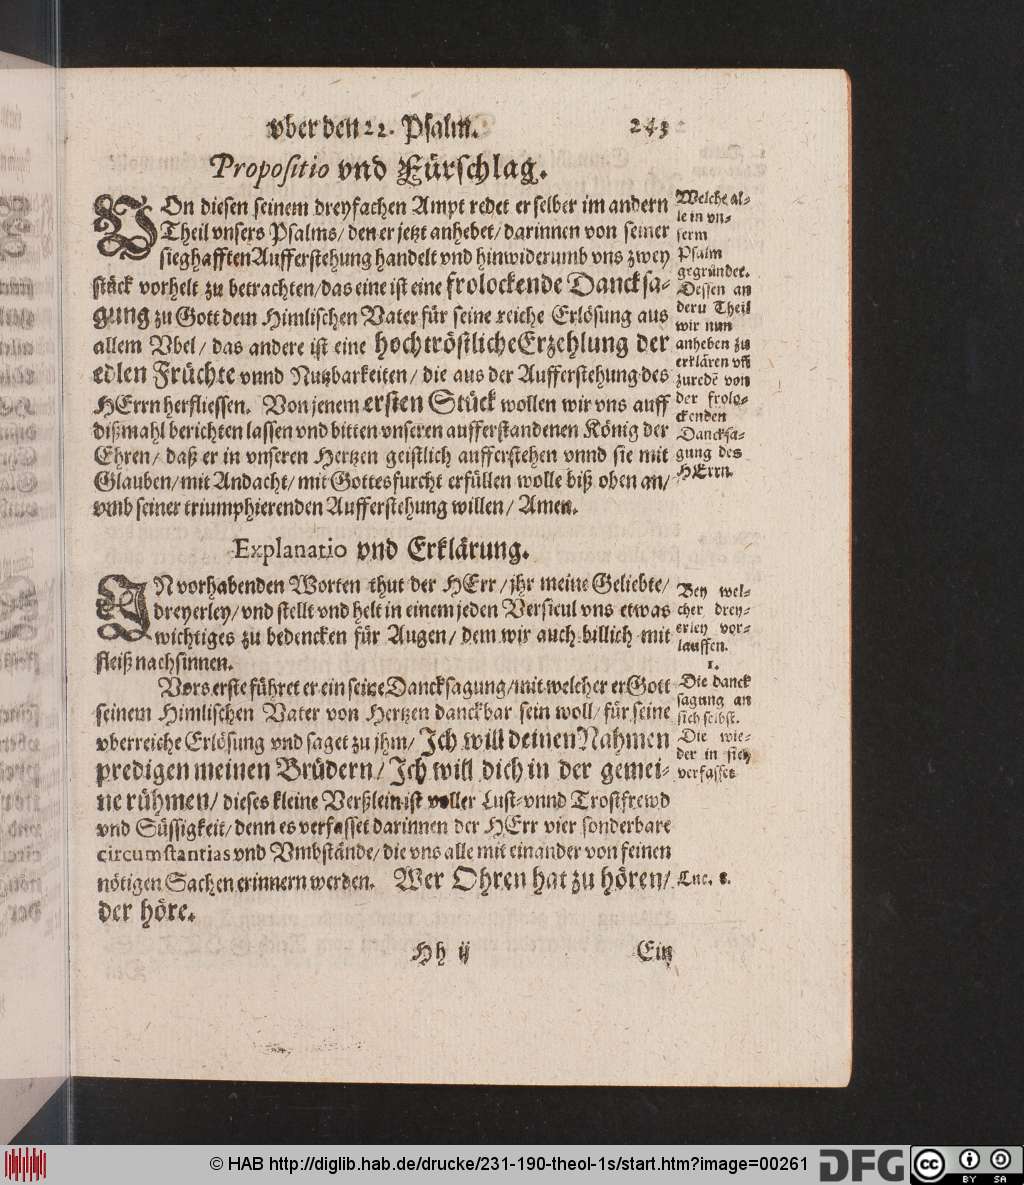 vber den 22. Psalm. 243
Propositio vnd Fürschlag.
VOn diesen seinem dreyfachen Ampt redet er selber im andern
Theil vnsers Psalms/ den er jetzt anhebet/ darinnen von seiner
sieghafften Aufferstehung handelt vnd hinwiderumb vns zwey
stück vorhelt zu betrachten/ das eine ist eine frolockende Dancksa-
gung zu Gott dem Himlischen Vater für seine reiche Erlösung aus
allem Vbel/ das andere ist eine hochtröstliche Erzehlung der
edlen Früchte vnnd Nutzbarkeiten/ die aus der Aufferstehung des
HErrn herfliessen. Von jenem ersten Stück wollen wir vns auff
dißmahl berichten lassen vnd bitten vnseren aufferstandenen König der
Ehren/ daß er in vnseren Hertzen geistlich aufferstehen vnnd sie mit
Glauben/ mit Andacht/ mit Gottesfurcht erfüllen wolle biß oben an/
vmb seiner triumphierenden Aufferstehung willen/ Amen.
Welche al-
le in vn-
serm
Psalm
gegründet.
Dessen an
dern Theil
wir nun
anheben zu
erklären vñ
zuredẽ von
der frolo-
ckenden
Dancksa-
gung des
HErrn.
Explanatio vnd Erklärung.
IN vorhabenden Worten thut der HErr/ jhr meine Geliebte/
dreyerley/ vnd stellt vnd helt in einem jeden Versicul vns etwas
wichtiges zu bedencken für Augen/ dem wir auch billich mit
fleiß nachsinnen.
Vors erste führet er ein seine Dancksagung/ mit welcher er Gott
seinem Himlischen Vater von Hertzen danckbar sein woll/ für seine
vberreiche Erlösung vnd saget zu jhm/ Ich will deinen Nahmen
predigen meinen Brüdern/ Ich will dich in der gemei-
ne rühmen/ dieses kleine Verßlein ist voller Lust- vnnd Trostfrewd
vnd Süssigkeit/ denn es verfasset darinnen der HErr vier sonderbare
circumstantias vnd Vmbstände/ die vns alle mit einander von feinen
nötigen Sachen erinnern werden. Wer Ohren hat zu hören/
der höre.
Bey wel-
cher drey-
erley vor-
lauffen.
1.
Die danck
sagung an
sich selbst.
Die wie-
der in sich
verfasset
Luc. 8.
Hh ij Ein
© HAB http://diglib.hab.de/drucke/231-190-theol-1s/start.htm?image=00261
DFG
cc
BY SA